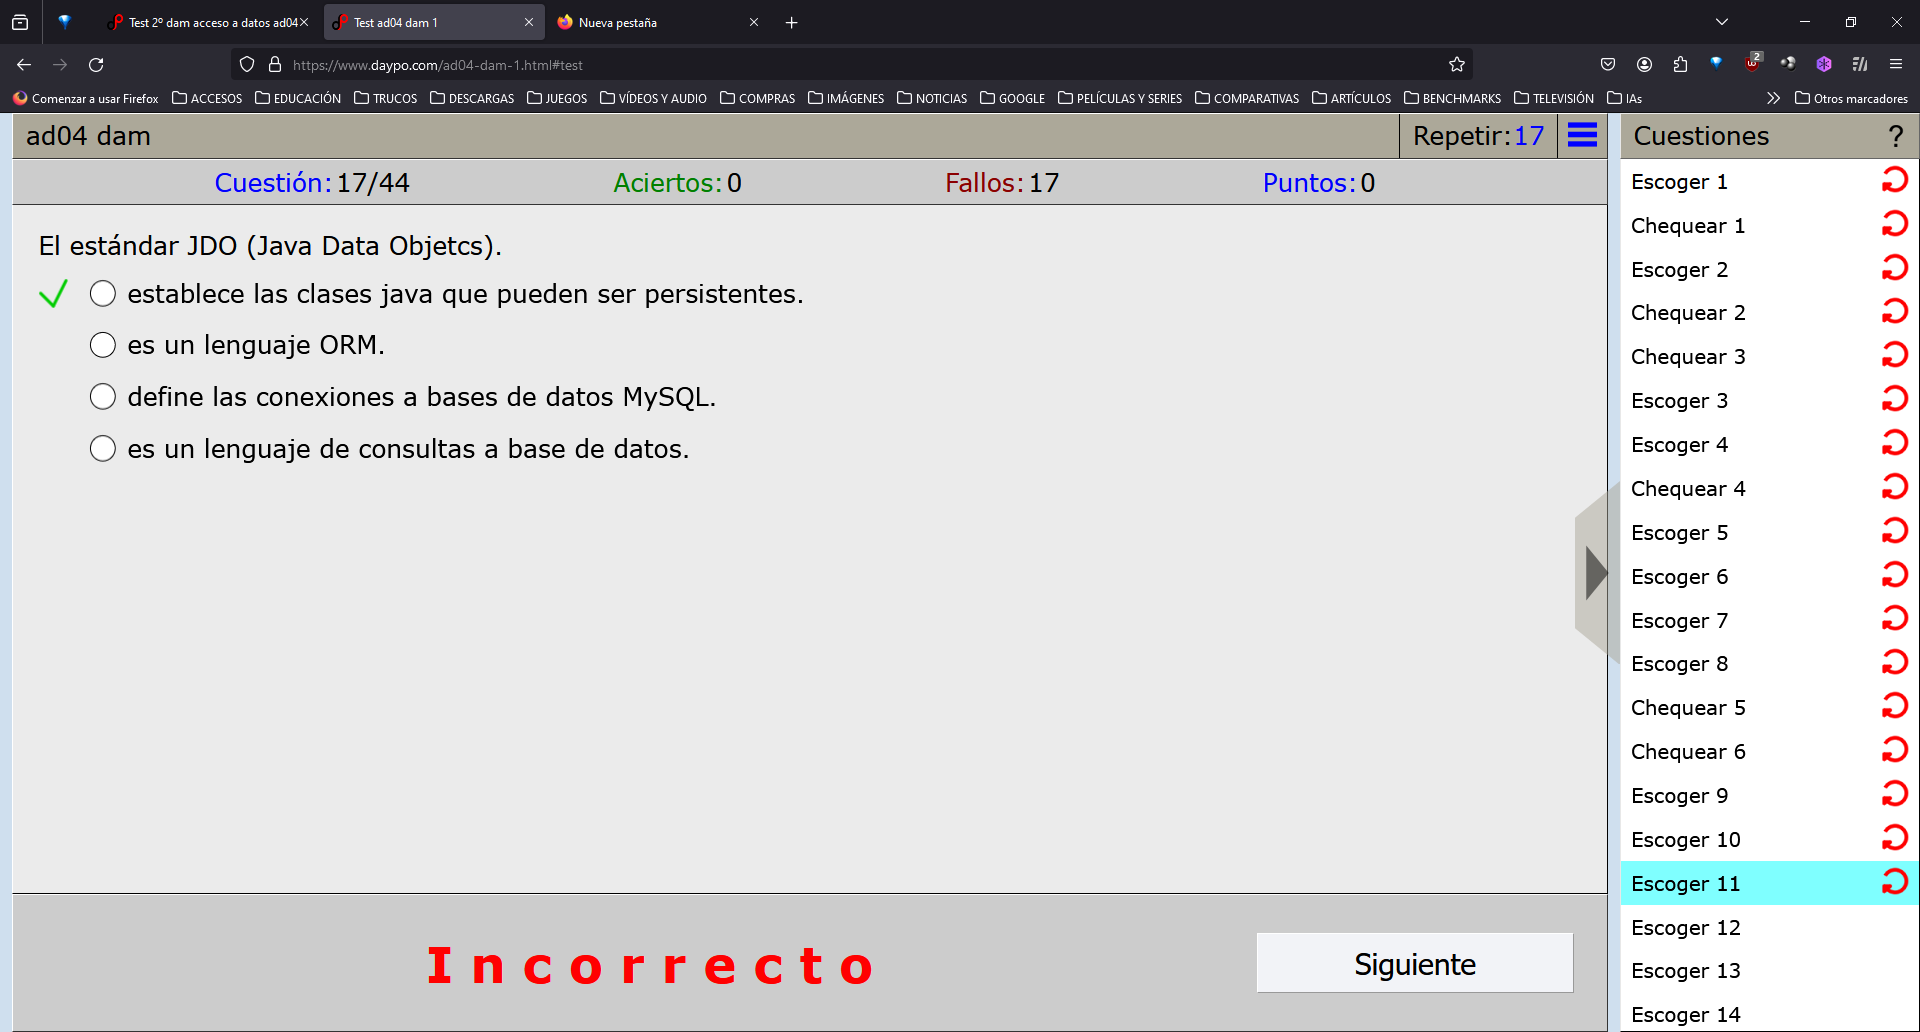 Test 2º dam acceso a datos ad04
Test ad04 dam 1
Nueva pestaña
https://www.daypo.com/ad04-dam-1.html#test
2
Comenzar a usar Firefox
ACCESOS
EDUCACIÓN
TRUCOS
DESCARGAS
JUEGOS
VÍDEOS Y AUDIO
COMPRAS
IMÁGENES
NOTICIAS
GOOGLE
PELÍCULAS Y SERIES
COMPARATIVAS
ARTÍCULOS
BENCHMARKS
TELEVISIÓN
IAs
Otros marcadores
ad04 dam
Repetir:17
Cuestión:17/44
Aciertos:0
Fallos:17
Puntos:0
El estándar JDO (Java Data Objetcs).
establece las clases java que pueden ser persistentes.
es un lenguaje ORM.
define las conexiones a bases de datos MySQL.
es un lenguaje de consultas a base de datos.
Incorrecto
Siguiente
Cuestiones
?
Escoger 1
Chequear 1
Escoger 2
Chequear 2
Chequear 3
Escoger 3
Escoger 4
Chequear 4
Escoger 5
Escoger 6
Escoger 7
Escoger 8
Chequear 5
Chequear 6
Escoger 9
Escoger 10
Escoger 11
Escoger 12
Escoger 13
Escoger 14